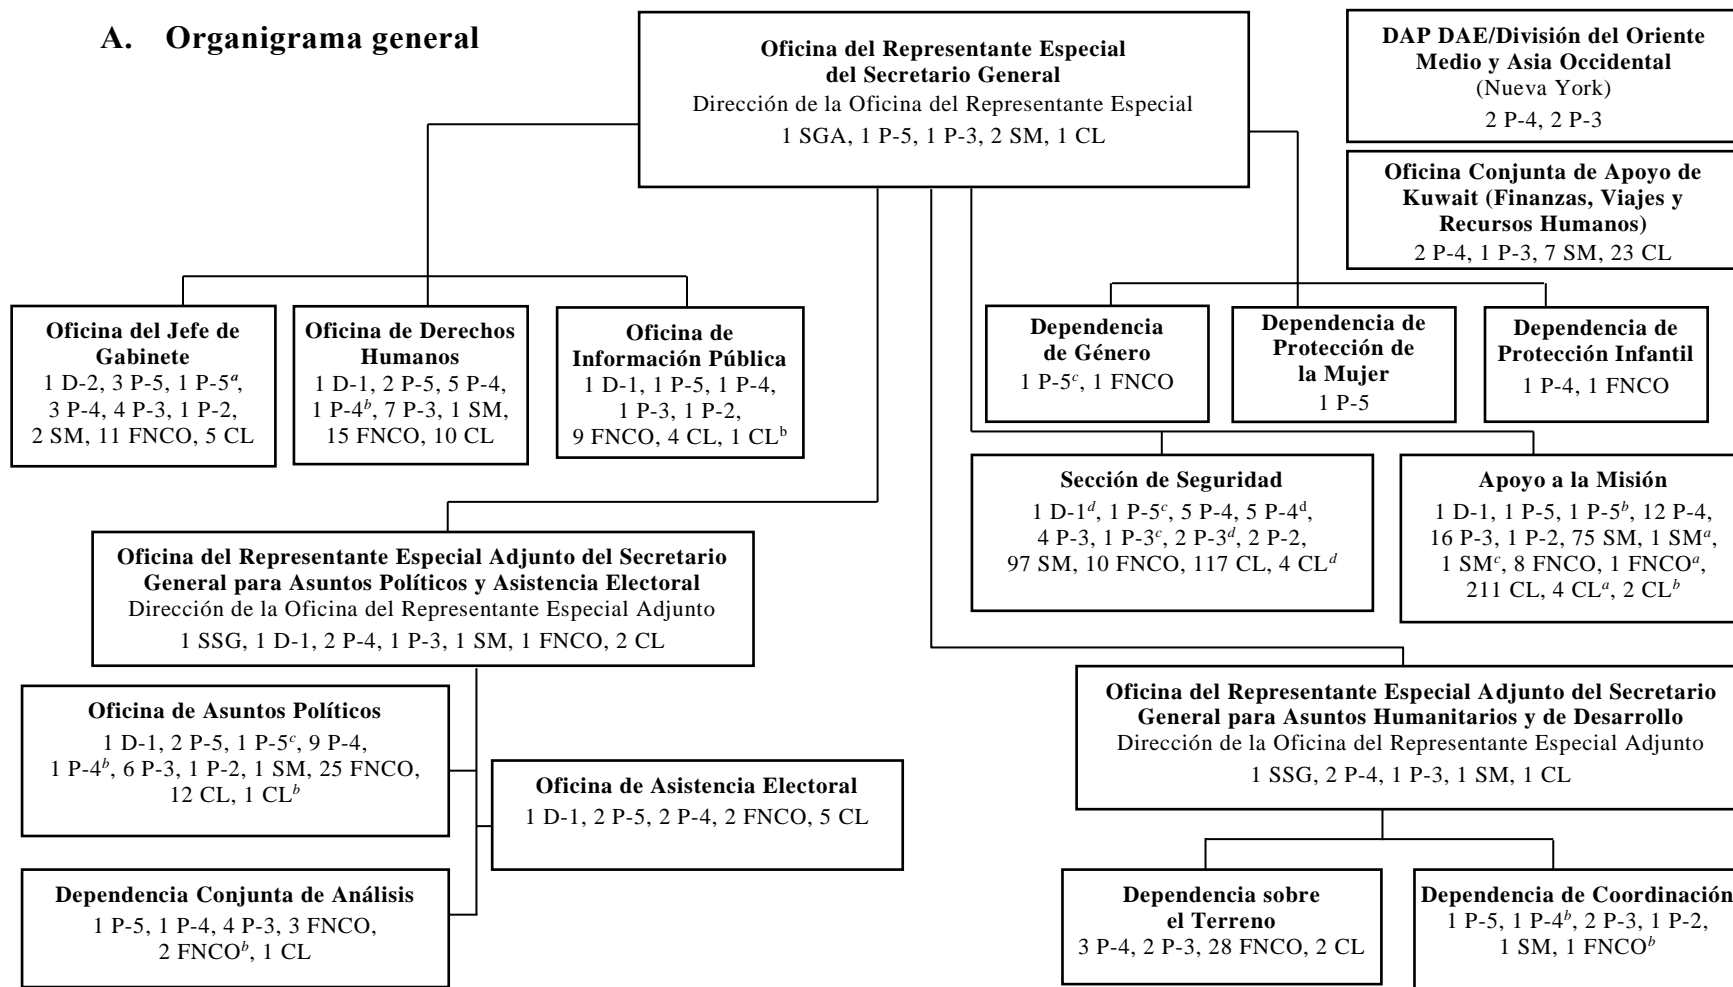 A. Organigrama general
Oficina del Representante Especial
del Secretario General
Dirección de la Oficina del Representante Especial
1 SGA, 1 P-5, 1 P-3, 2 SM, 1 CL
DAP DAE/División del Oriente
Medio y Asia Occidental
(Nueva York)
2 P-4, 2 P-3
Oficina Conjunta de Apoyo de
Kuwait (Finanzas, Viajes y
Recursos Humanos)
2 P-4, 1 P-3, 7 SM, 23 CL
Oficina del Jefe de
Gabinete
1 D-2, 3 P-5, 1 P-5ᵃ,
3 P-4, 4 P-3, 1 P-2,
2 SM, 11 FNCO, 5 CL
Oficina de Derechos
Humanos
1 D-1, 2 P-5, 5 P-4,
1 P-4ᵇ, 7 P-3, 1 SM,
15 FNCO, 10 CL
Oficina de
Información Pública
1 D-1, 1 P-5, 1 P-4,
1 P-3, 1 P-2,
9 FNCO, 4 CL, 1 CLᵇ
Dependencia
de Género
1 P-5ᶜ, 1 FNCO
Dependencia de
Protección de
la Mujer
1 P-5
Dependencia de
Protección Infantil
1 P-4, 1 FNCO
Sección de Seguridad
1 D-1ᵈ, 1 P-5ᶜ, 5 P-4, 5 P-4ᵈ,
4 P-3, 1 P-3ᶜ, 2 P-3ᵈ, 2 P-2,
97 SM, 10 FNCO, 117 CL, 4 CLᵈ
Apoyo a la Misión
1 D-1, 1 P-5, 1 P-5ᵇ, 12 P-4,
16 P-3, 1 P-2, 75 SM, 1 SMᵃ,
1 SMᶜ, 8 FNCO, 1 FNCOᵃ,
211 CL, 4 CLᵃ, 2 CLᵇ
Oficina del Representante Especial Adjunto del Secretario
General para Asuntos Políticos y Asistencia Electoral
Dirección de la Oficina del Representante Especial Adjunto
1 SSG, 1 D-1, 2 P-4, 1 P-3, 1 SM, 1 FNCO, 2 CL
Oficina de Asuntos Políticos
1 D-1, 2 P-5, 1 P-5ᶜ, 9 P-4,
1 P-4ᵇ, 6 P-3, 1 P-2, 1 SM, 25 FNCO,
12 CL, 1 CLᵇ
Oficina de Asistencia Electoral
1 D-1, 2 P-5, 2 P-4, 2 FNCO, 5 CL
Dependencia Conjunta de Análisis
1 P-5, 1 P-4, 4 P-3, 3 FNCO,
2 FNCOᵇ, 1 CL
Oficina del Representante Especial Adjunto del Secretario
General para Asuntos Humanitarios y de Desarrollo
Dirección de la Oficina del Representante Especial Adjunto
1 SSG, 2 P-4, 1 P-3, 1 SM, 1 CL
Dependencia sobre
el Terreno
3 P-4, 2 P-3, 28 FNCO, 2 CL
Dependencia de Coordinación
1 P-5, 1 P-4ᵇ, 2 P-3, 1 P-2,
1 SM, 1 FNCOᵇ